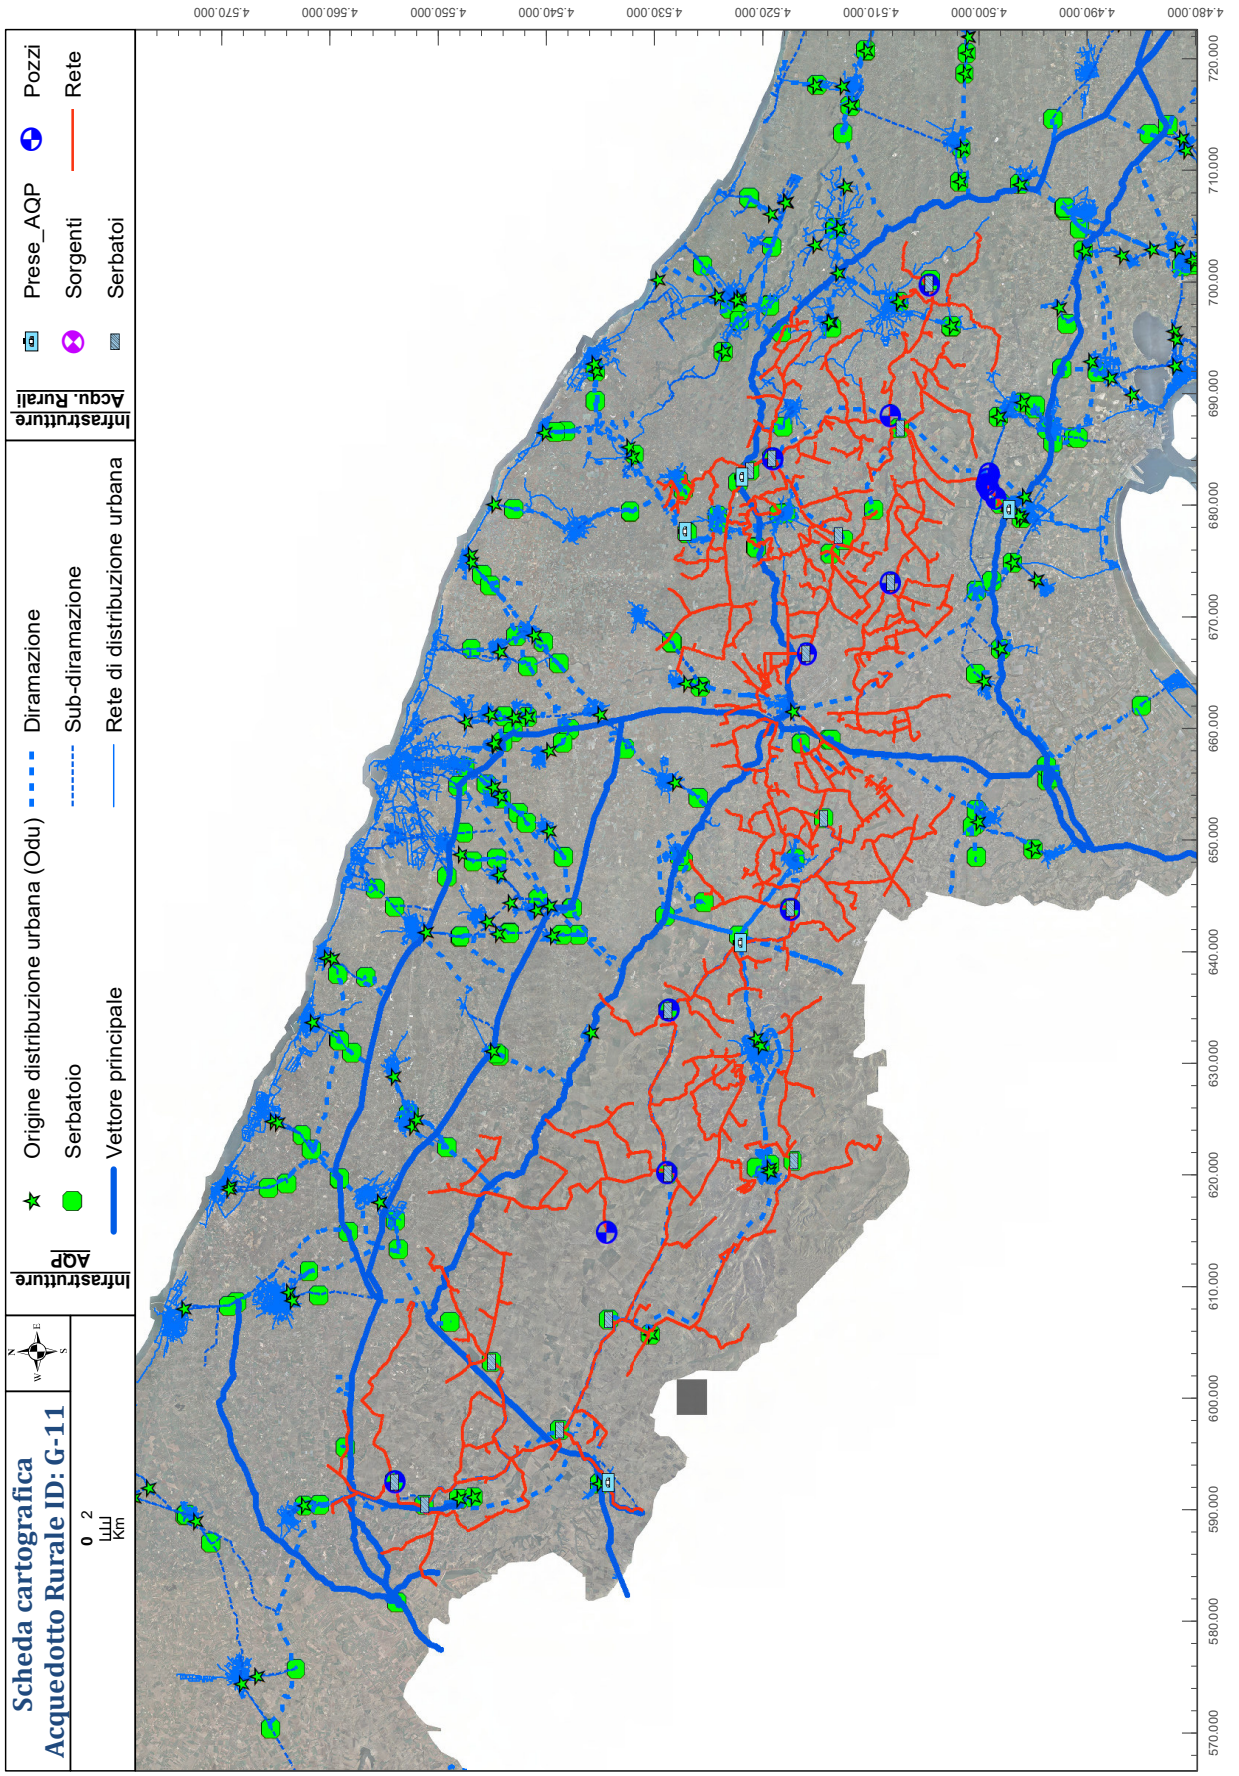 Scheda cartografica
Acquedotto Rurale ID: G-11
0 2
Km
N
W
E
S
Infrastrutture
AQP
Origine distribuzione urbana (Odu)
Serbatoio
Vettore principale
Diramazione
Sub-diramazione
Rete di distribuzione urbana
Infrastrutture
Acqu. Rurali
Prese_AQP
Sorgenti
Serbatoi
Pozzi
Rete
4.570.000
4.560.000
4.550.000
4.540.000
4.530.000
4.520.000
4.510.000
4.500.000
4.490.000
4.480.000
570.000
580.000
590.000
600.000
610.000
620.000
630.000
640.000
650.000
660.000
670.000
680.000
690.000
700.000
710.000
720.000